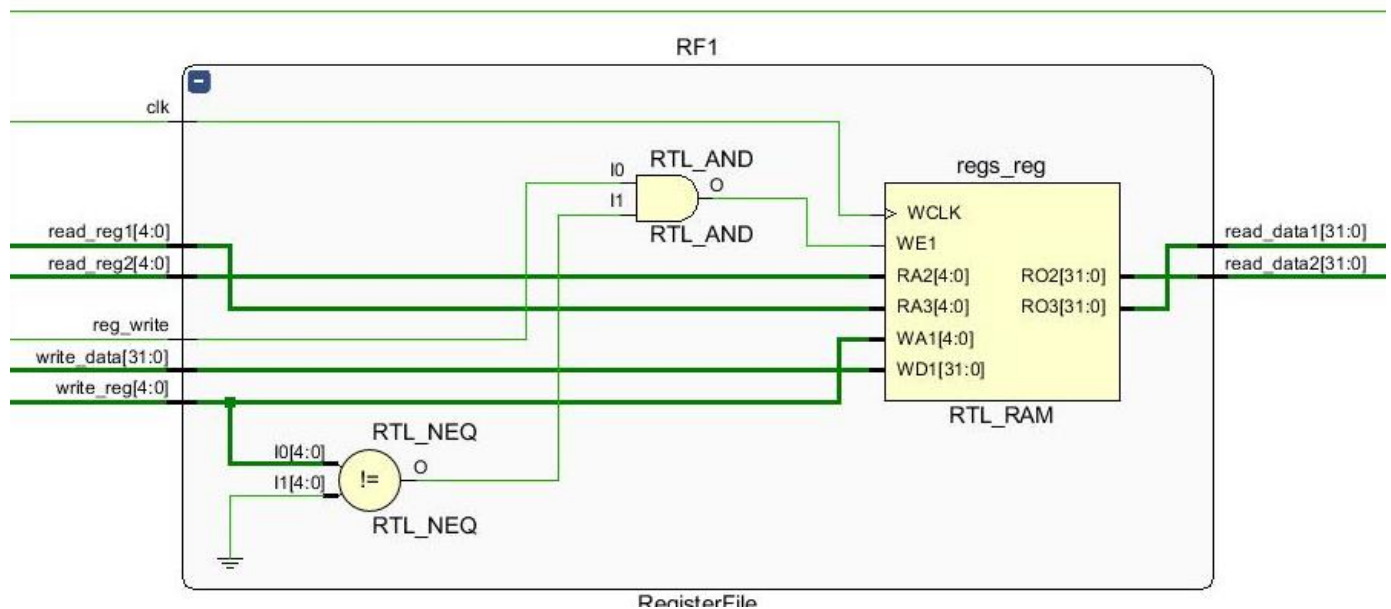 RF1
clk
RTL_AND
I0
O
I1
RTL_AND
regs_reg
WCLK
WE1
RA2[4:0]
RO2[31:0]
RA3[4:0]
RO3[31:0]
WA1[4:0]
WD1[31:0]
RTL_RAM
read_reg1[4:0]
read_reg2[4:0]
reg_write
write_data[31:0]
write_reg[4:0]
read_data1[31:0]
read_data2[31:0]
RTL_NEQ
I0[4:0]
O
I1[4:0]
!=
RTL_NEQ
RegisterFile